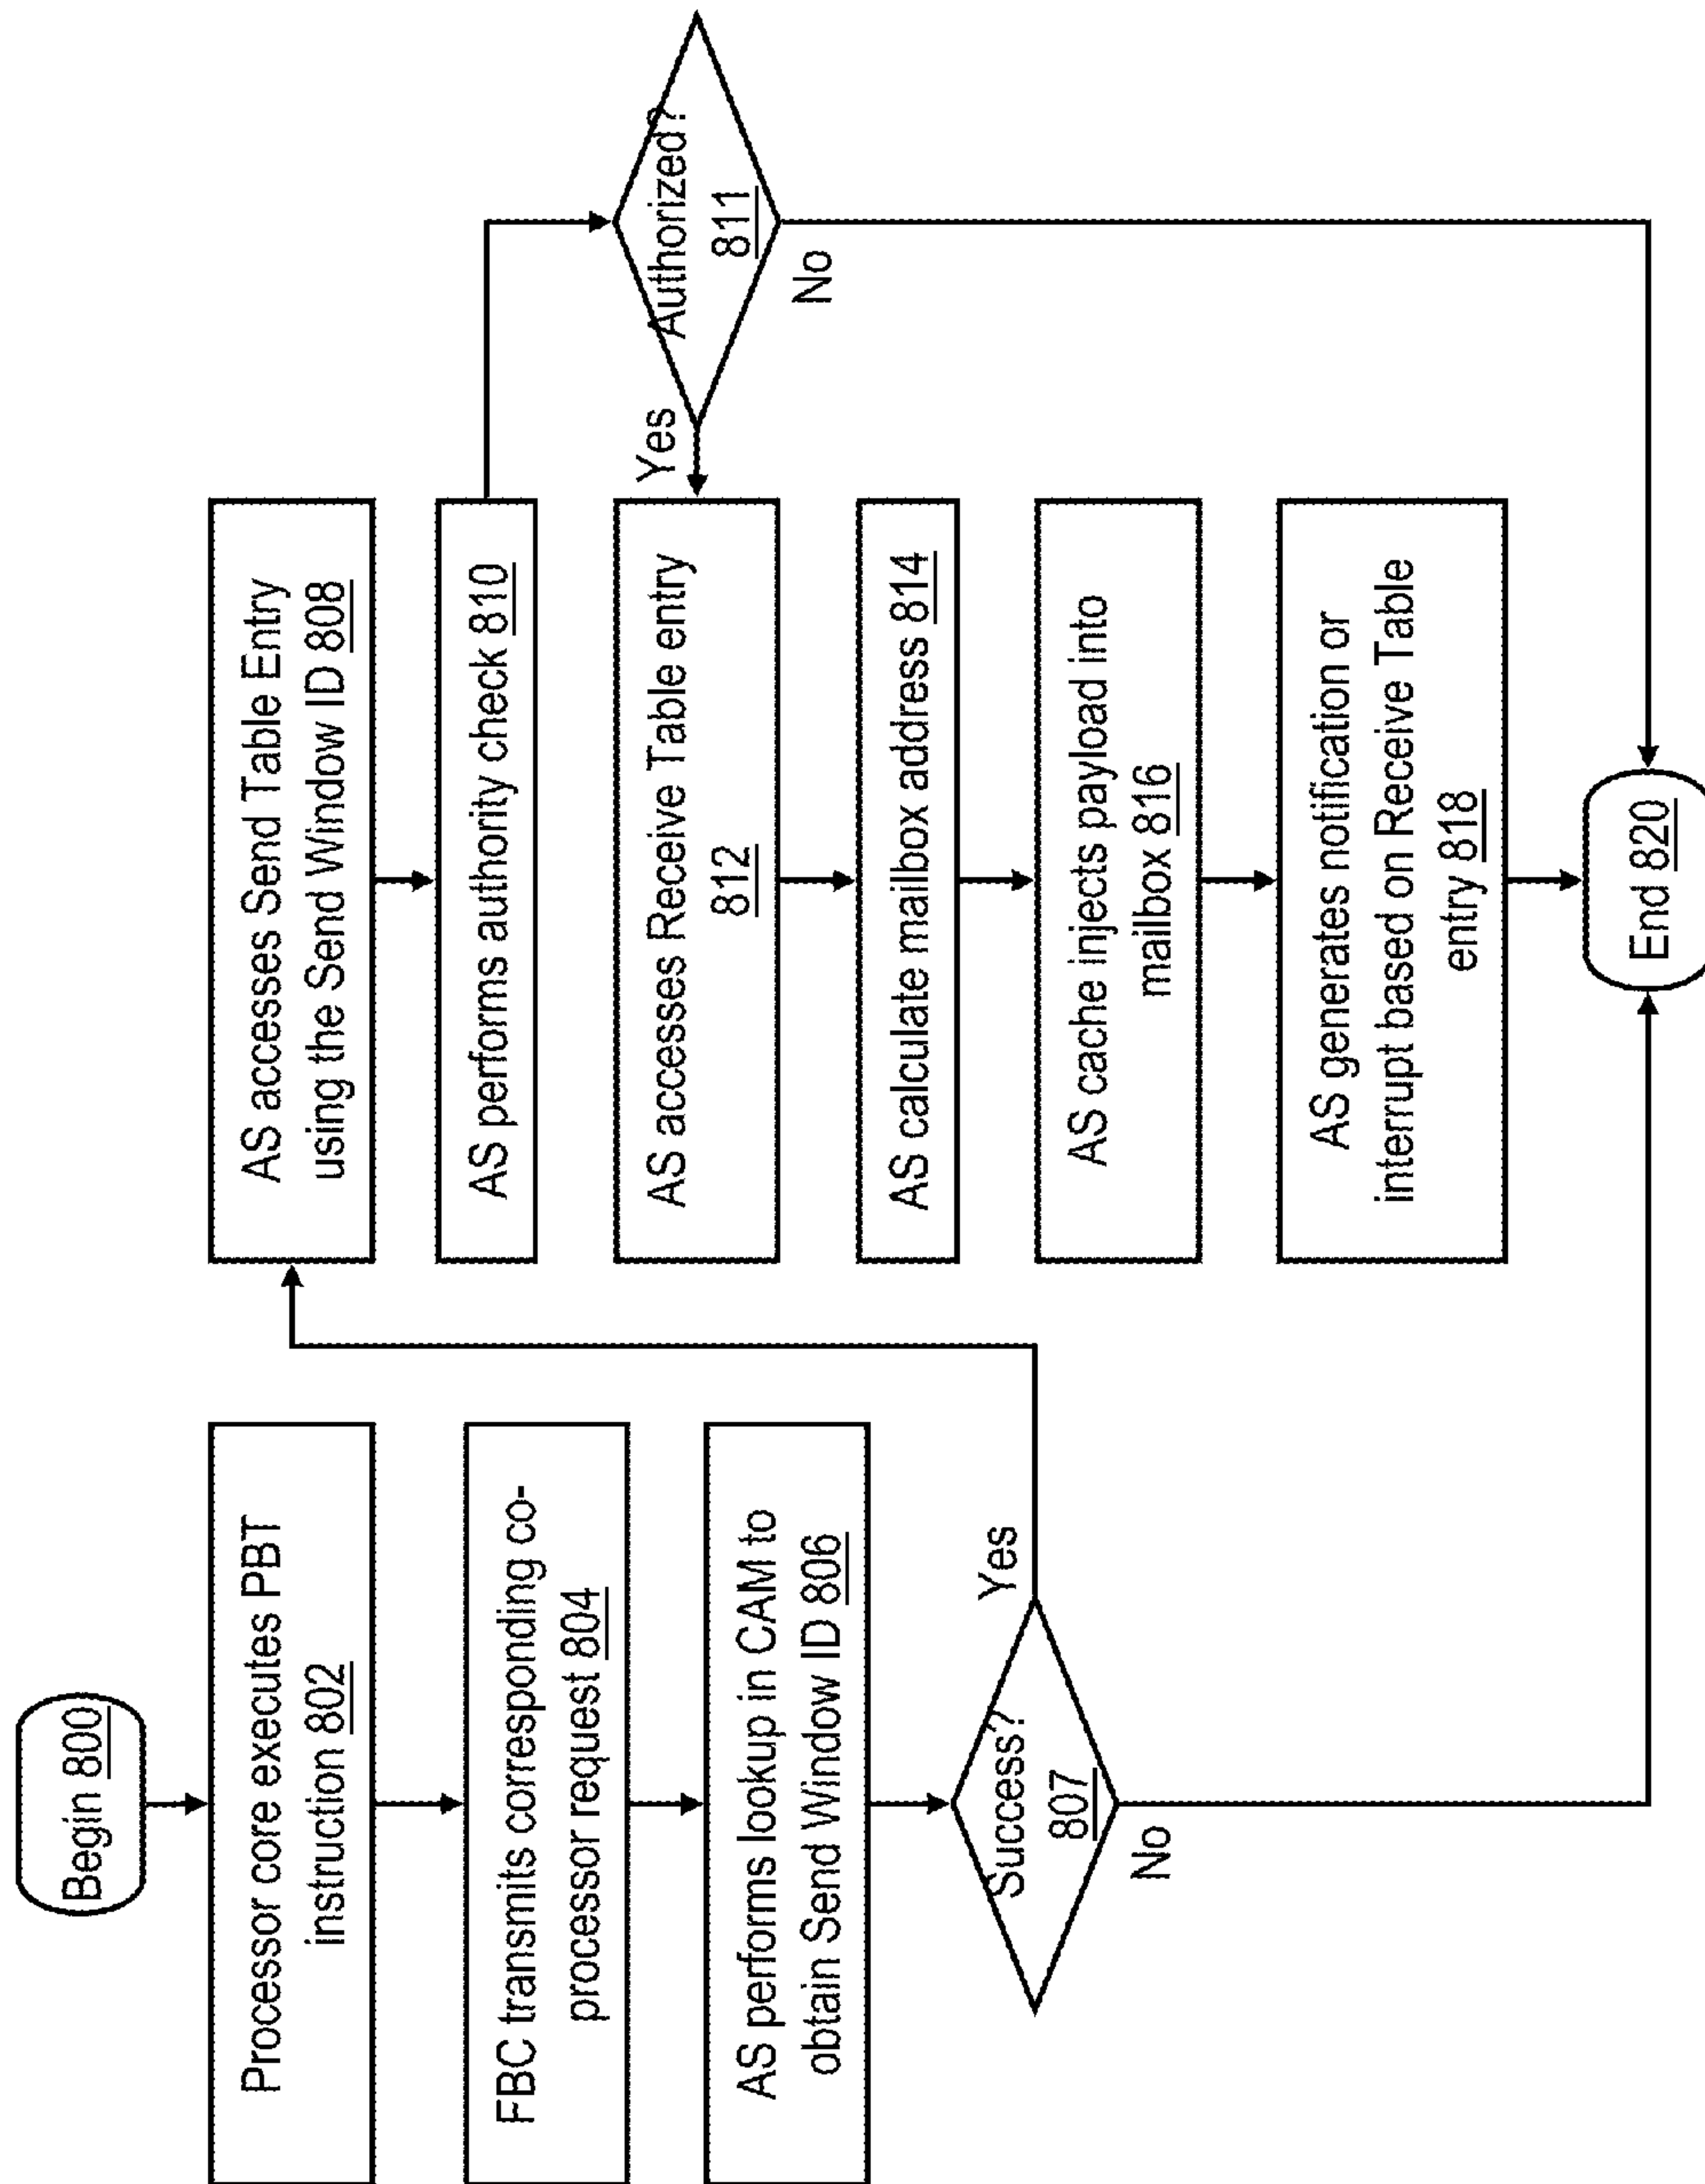 Begin 800
Processor core executes PBT
instruction 802
FBC transmits corresponding co-
processor request 804
AS performs lookup in CAM to
obtain Send Window ID 806
Success?
807
Yes
No
AS accesses Send Table Entry
using the Send Window ID 808
AS performs authority check 810
Authorized?
811
Yes
No
AS accesses Receive Table entry
812
AS calculate mailbox address 814
AS cache injects payload into
mailbox 816
AS generates notification or
interrupt based on Receive Table
entry 818
End 820